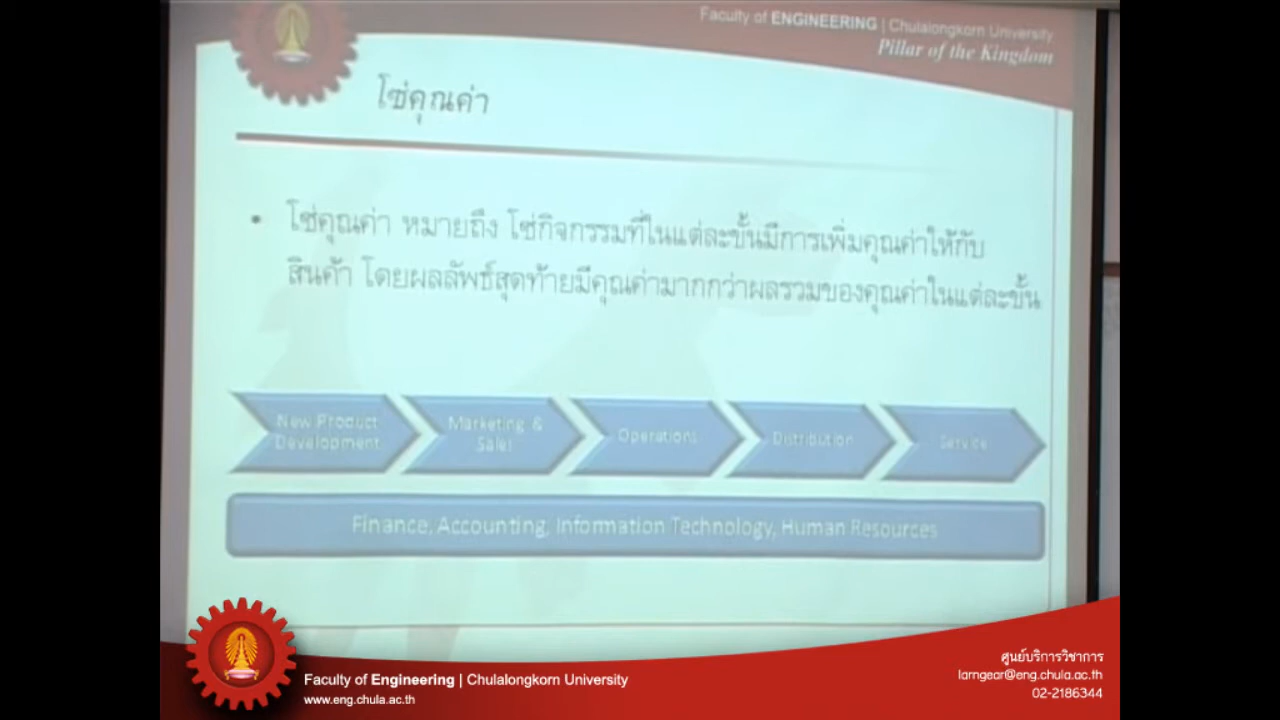 Faculty of ENGINEERING | Chulalongkorn University
Pillar of the Kingdom
โซ่คุณค่า
• โซ่คุณค่า หมายถึง โซ่กิจกรรมที่ในแต่ละขั้นมีการเพิ่มคุณค่าให้กับ
สินค้า โดยผลลัพธ์สุดท้ายมีคุณค่ามากกว่าผลรวมของคุณค่าในแต่ละขั้น
New Product
Development
Marketing &
Sales
Operations
Distribution
Service
Finance, Accounting, Information Technology, Human Resources
Faculty of Engineering | Chulalongkorn University
www.eng.chula.ac.th
ศูนย์บริการวิชาการ
larngear@eng.chula.ac.th
02-2186344